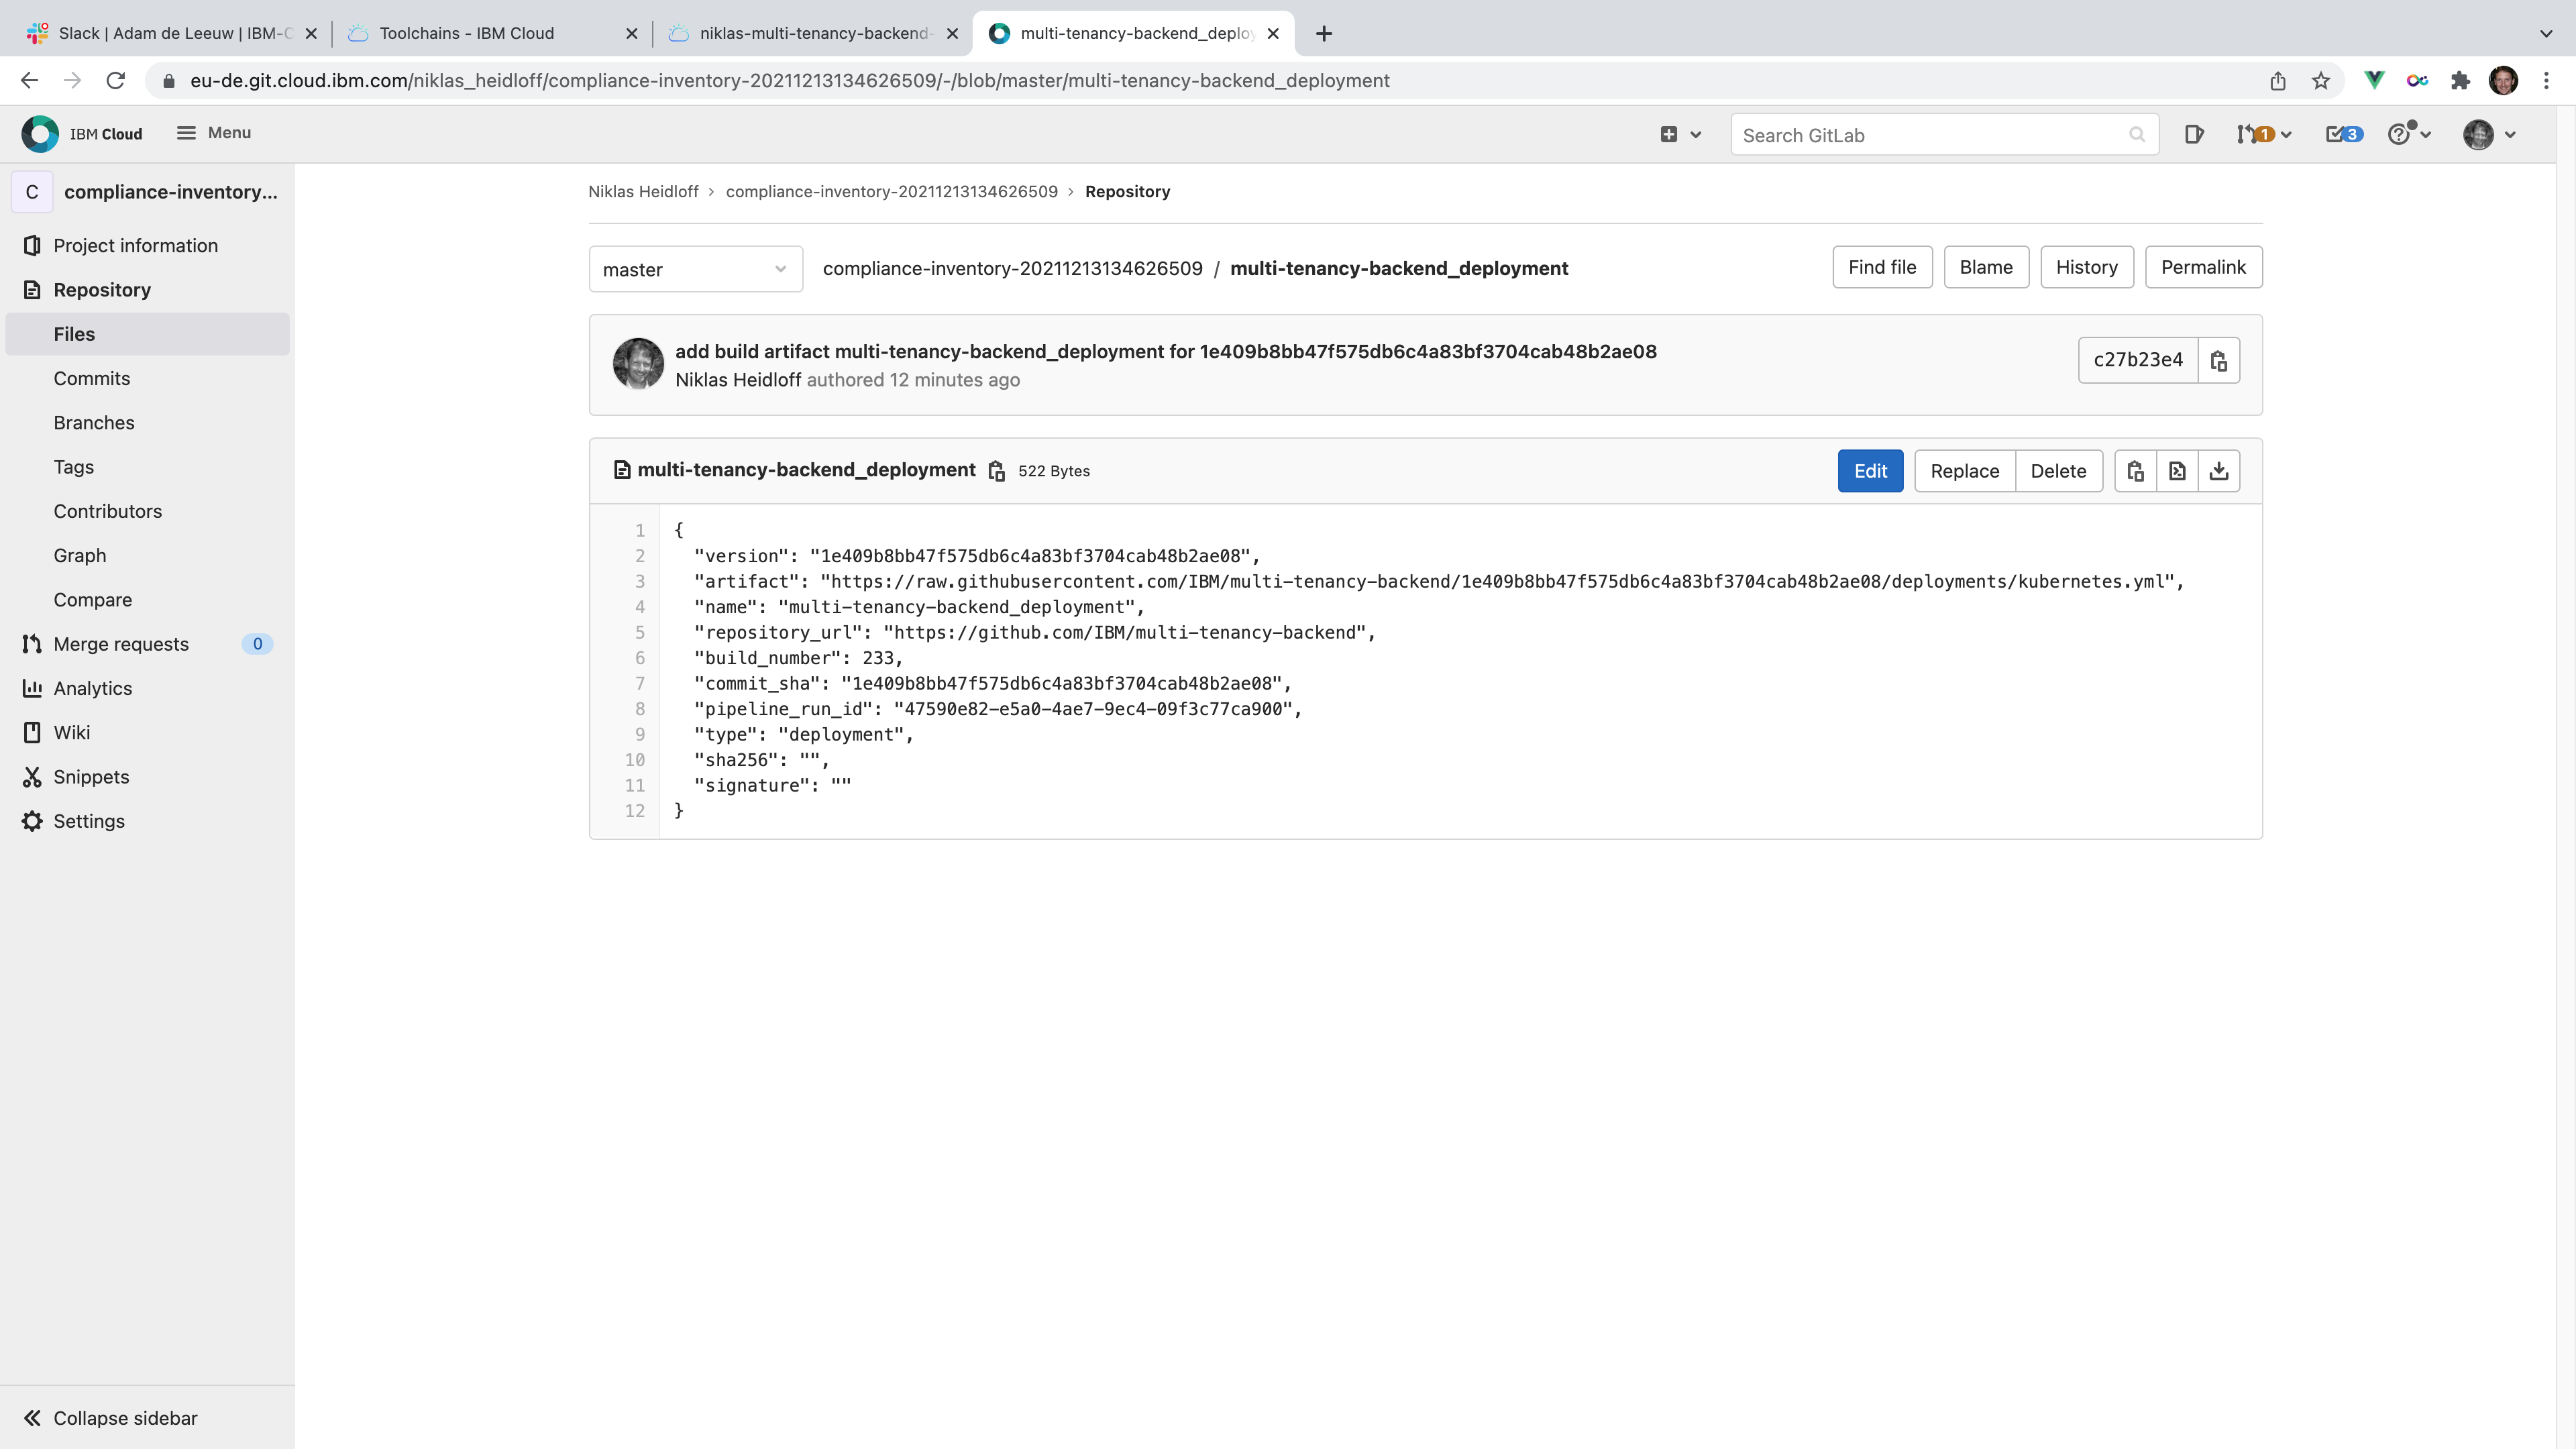 Slack | Adam de Leeuw | IBM-C
Toolchains - IBM Cloud
niklas-multi-tenancy-backend-
multi-tenancy-backend_deploy
eu-de.git.cloud.ibm.com/niklas_heidloff/compliance-inventory-20211213134626509/-/blob/master/multi-tenancy-backend_deployment
IBM Cloud
Menu
Search GitLab
1
3
C
compliance-inventory...
Project information
Repository
Files
Commits
Branches
Tags
Contributors
Graph
Compare
Merge requests
0
Analytics
Wiki
Snippets
Settings
Collapse sidebar
Niklas Heidloff > compliance-inventory-20211213134626509 > Repository
master
compliance-inventory-20211213134626509 / multi-tenancy-backend_deployment
Find file
Blame
History
Permalink
add build artifact multi-tenancy-backend_deployment for 1e409b8bb47f575db6c4a83bf3704cab48b2ae08
Niklas Heidloff authored 12 minutes ago
c27b23e4
multi-tenancy-backend_deployment 522 Bytes
Edit
Replace
Delete
1 {
2 "version": "1e409b8bb47f575db6c4a83bf3704cab48b2ae08",
3 "artifact": "https://raw.githubusercontent.com/IBM/multi-tenancy-backend/1e409b8bb47f575db6c4a83bf3704cab48b2ae08/deployments/kubernetes.yml",
4 "name": "multi-tenancy-backend_deployment",
5 "repository_url": "https://github.com/IBM/multi-tenancy-backend",
6 "build_number": 233,
7 "commit_sha": "1e409b8bb47f575db6c4a83bf3704cab48b2ae08",
8 "pipeline_run_id": "47590e82-e5a0-4ae7-9ec4-09f3c77ca900",
9 "type": "deployment",
10 "sha256": "",
11 "signature": ""
12 }